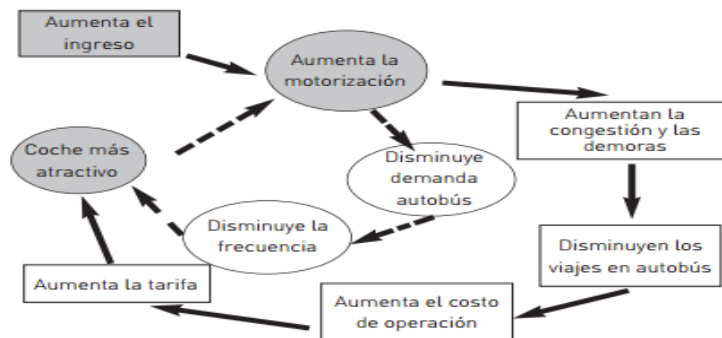 Aumenta el
ingreso
Aumenta la
motorización
Aumentan la
congestión y las
demoras
Coche más
atractivo
Disminuye
demanda
autobús
Disminuye la
frecuencia
Disminuyen los
viajes en autobús
Aumenta la tarifa
Aumenta el costo
de operación